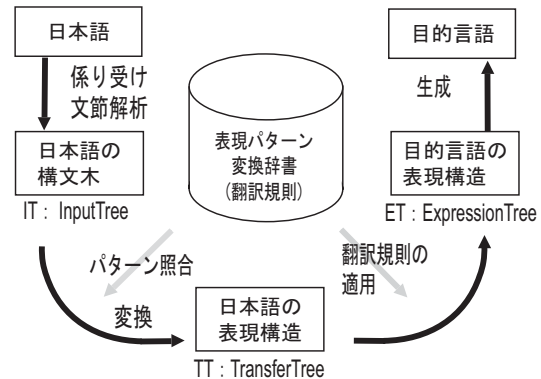 日本語
係り受け
文節解析
日本語の
構文木
IT： InputTree
パターン照合
変換
表現パターン
変換辞書
(翻訳規則)
日本語の
表現構造
TT：TransferTree
目的言語
生成
目的言語の
表現構造
ET：ExpressionTree
翻訳規則の
適用